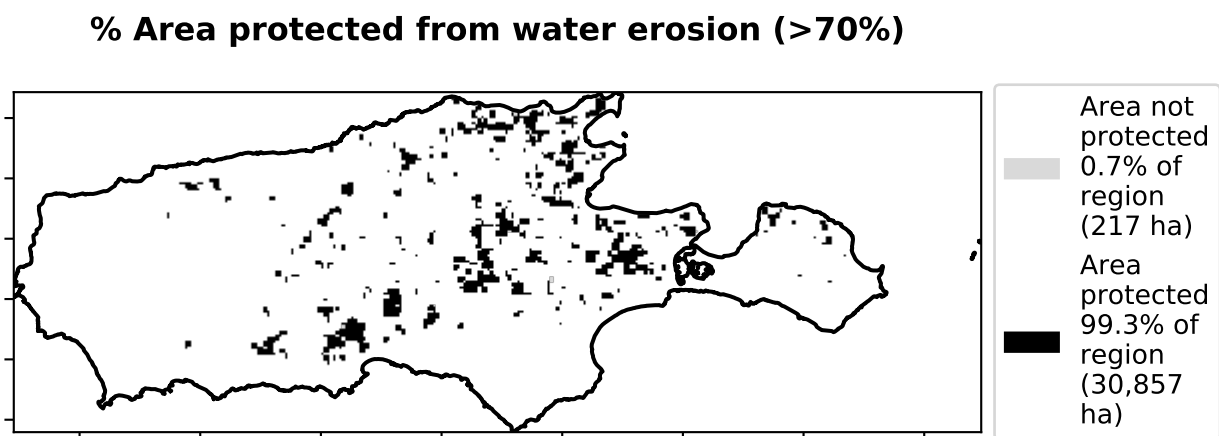 % Area protected from water erosion (>70%)
Area not
protected
0.7% of
region
(217 ha)
Area
protected
99.3% of
region
(30,857
ha)